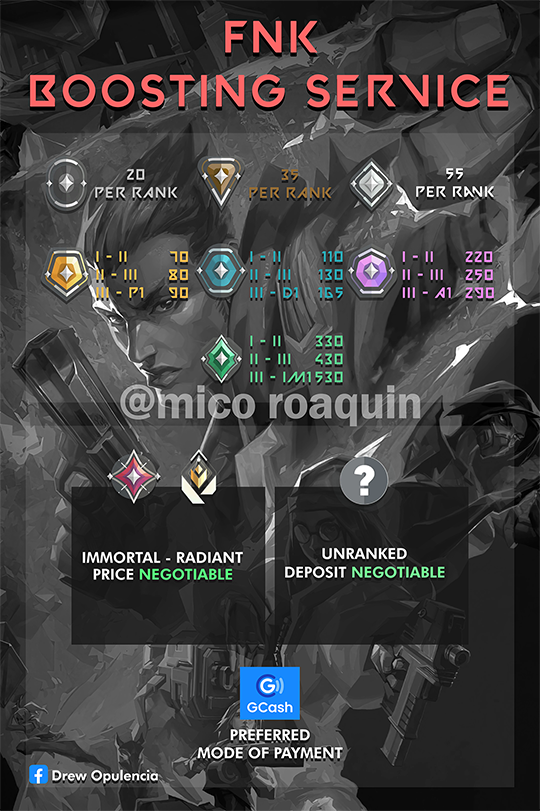 FNK
BOOSTING SERVICE
20
PER RANK
35
PER RANK
55
PER RANK
I - II 70
II - III 80
III - P1 90
I - II 110
II - III 130
III - D1 165
I - II 220
II - III 250
III - A1 290
I - II 330
II - III 430
III - IM1 530
@mico roaquin
IMMORTAL - RADIANT
PRICE NEGOTIABLE
?
UNRANKED
DEPOSIT NEGOTIABLE
G
GCash
PREFERRED
MODE OF PAYMENT
f Drew Opulencia